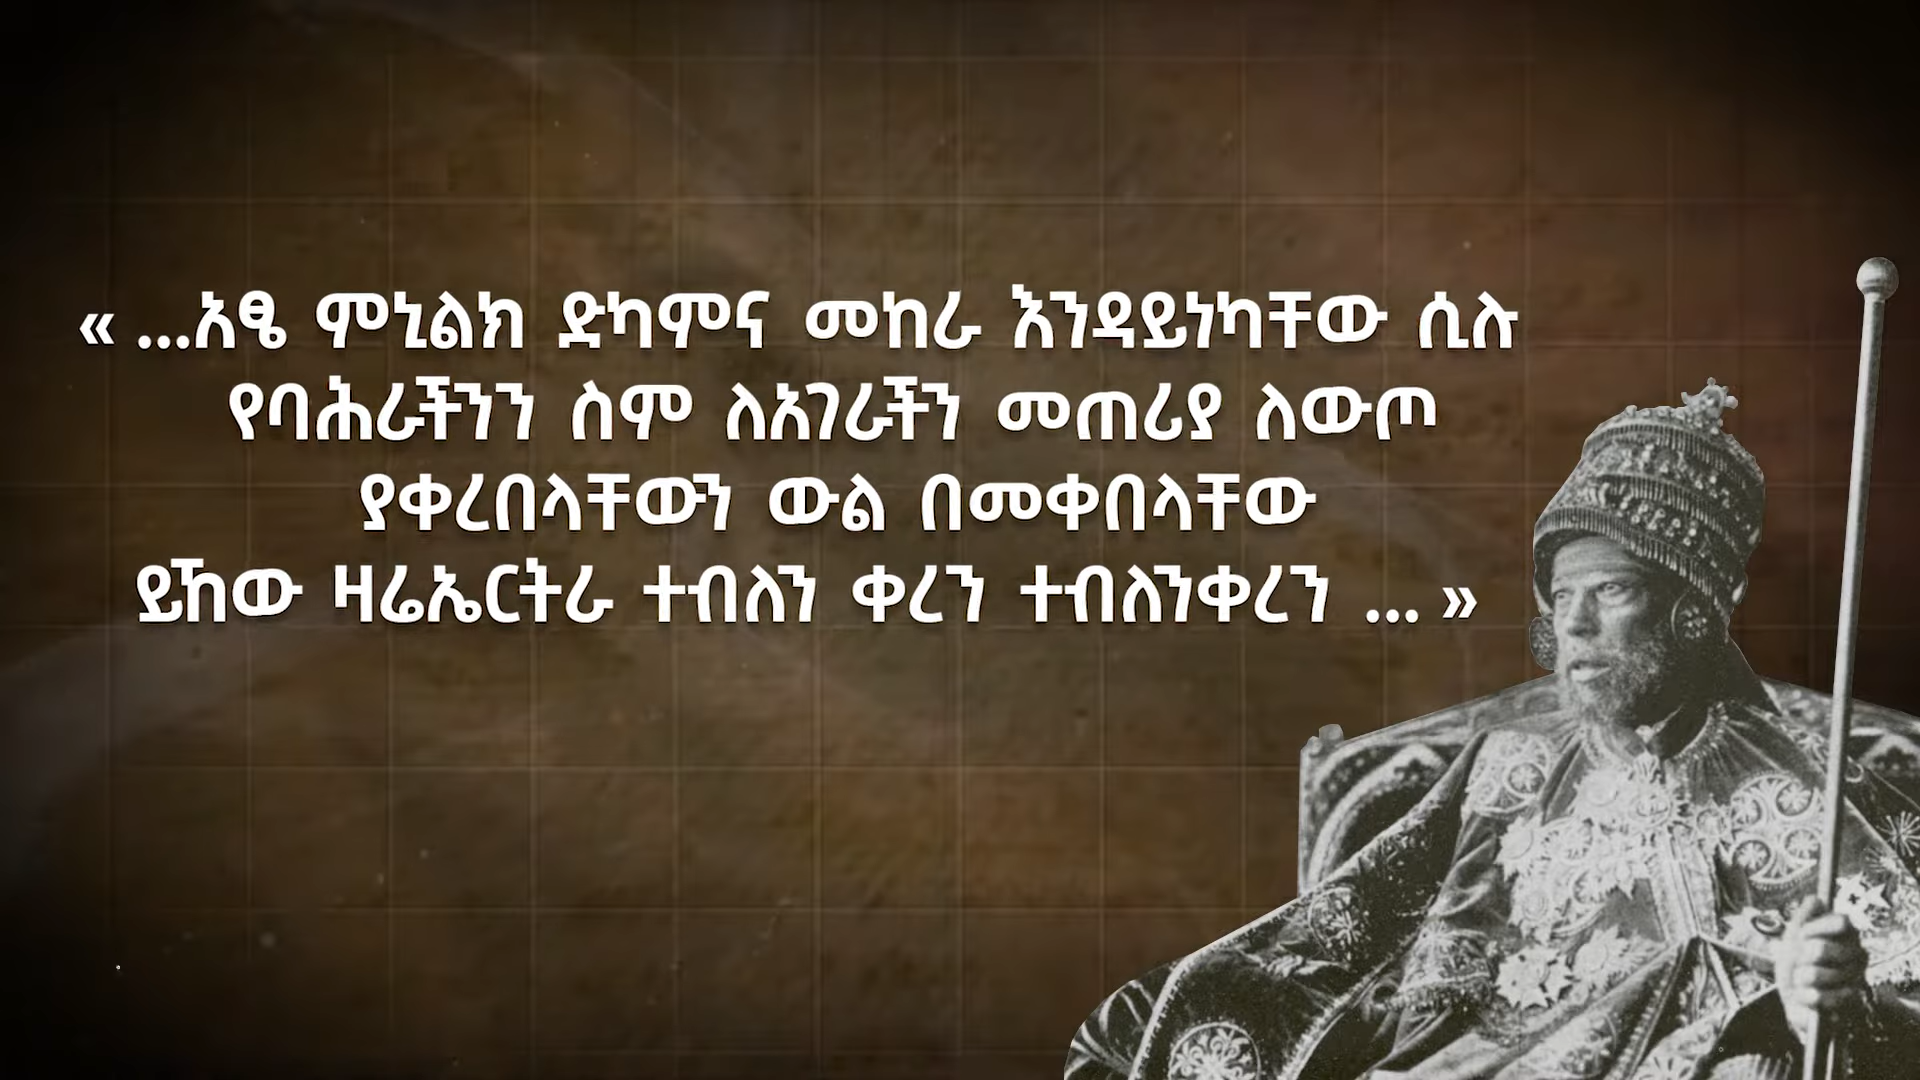 « ...አፄ ምኒልክ ድካምና መከራ እንዳይነካቸው ሲሉ
የባሕራችንን ስም ለአገራችን መጠሪያ ለውጦ
ያቀረበላቸውን ውል በመቀበላቸው
ይኸው ዛሬኤርትራ ተብለን ቀረን ተብለንቀረን ... »